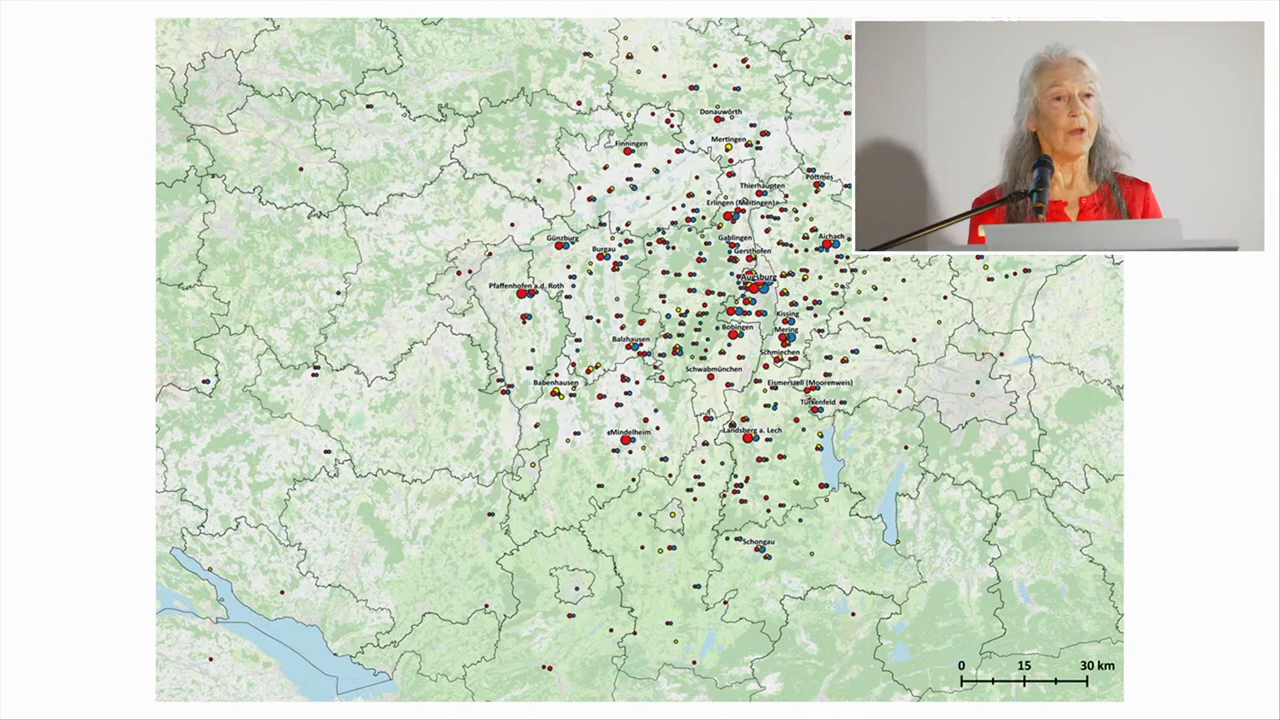 Donauwörth
Mertingen
Finningen
Pöttmes
Thierhaupten
Erlingen (Meitingen)
Günzburg
Gablingen
Aichach
Burgau
Gersthofen
Augsburg
Pfaffenhofen a.d. Roth
Kissing
Bobingen
Mering
Balzhausen
Schmiechen
Schwabmünchen
Babenhausen
Eismerszell (Moorenweis)
Türkenfeld
Mindelheim
Landsberg a. Lech
Schongau
0 15 30 km